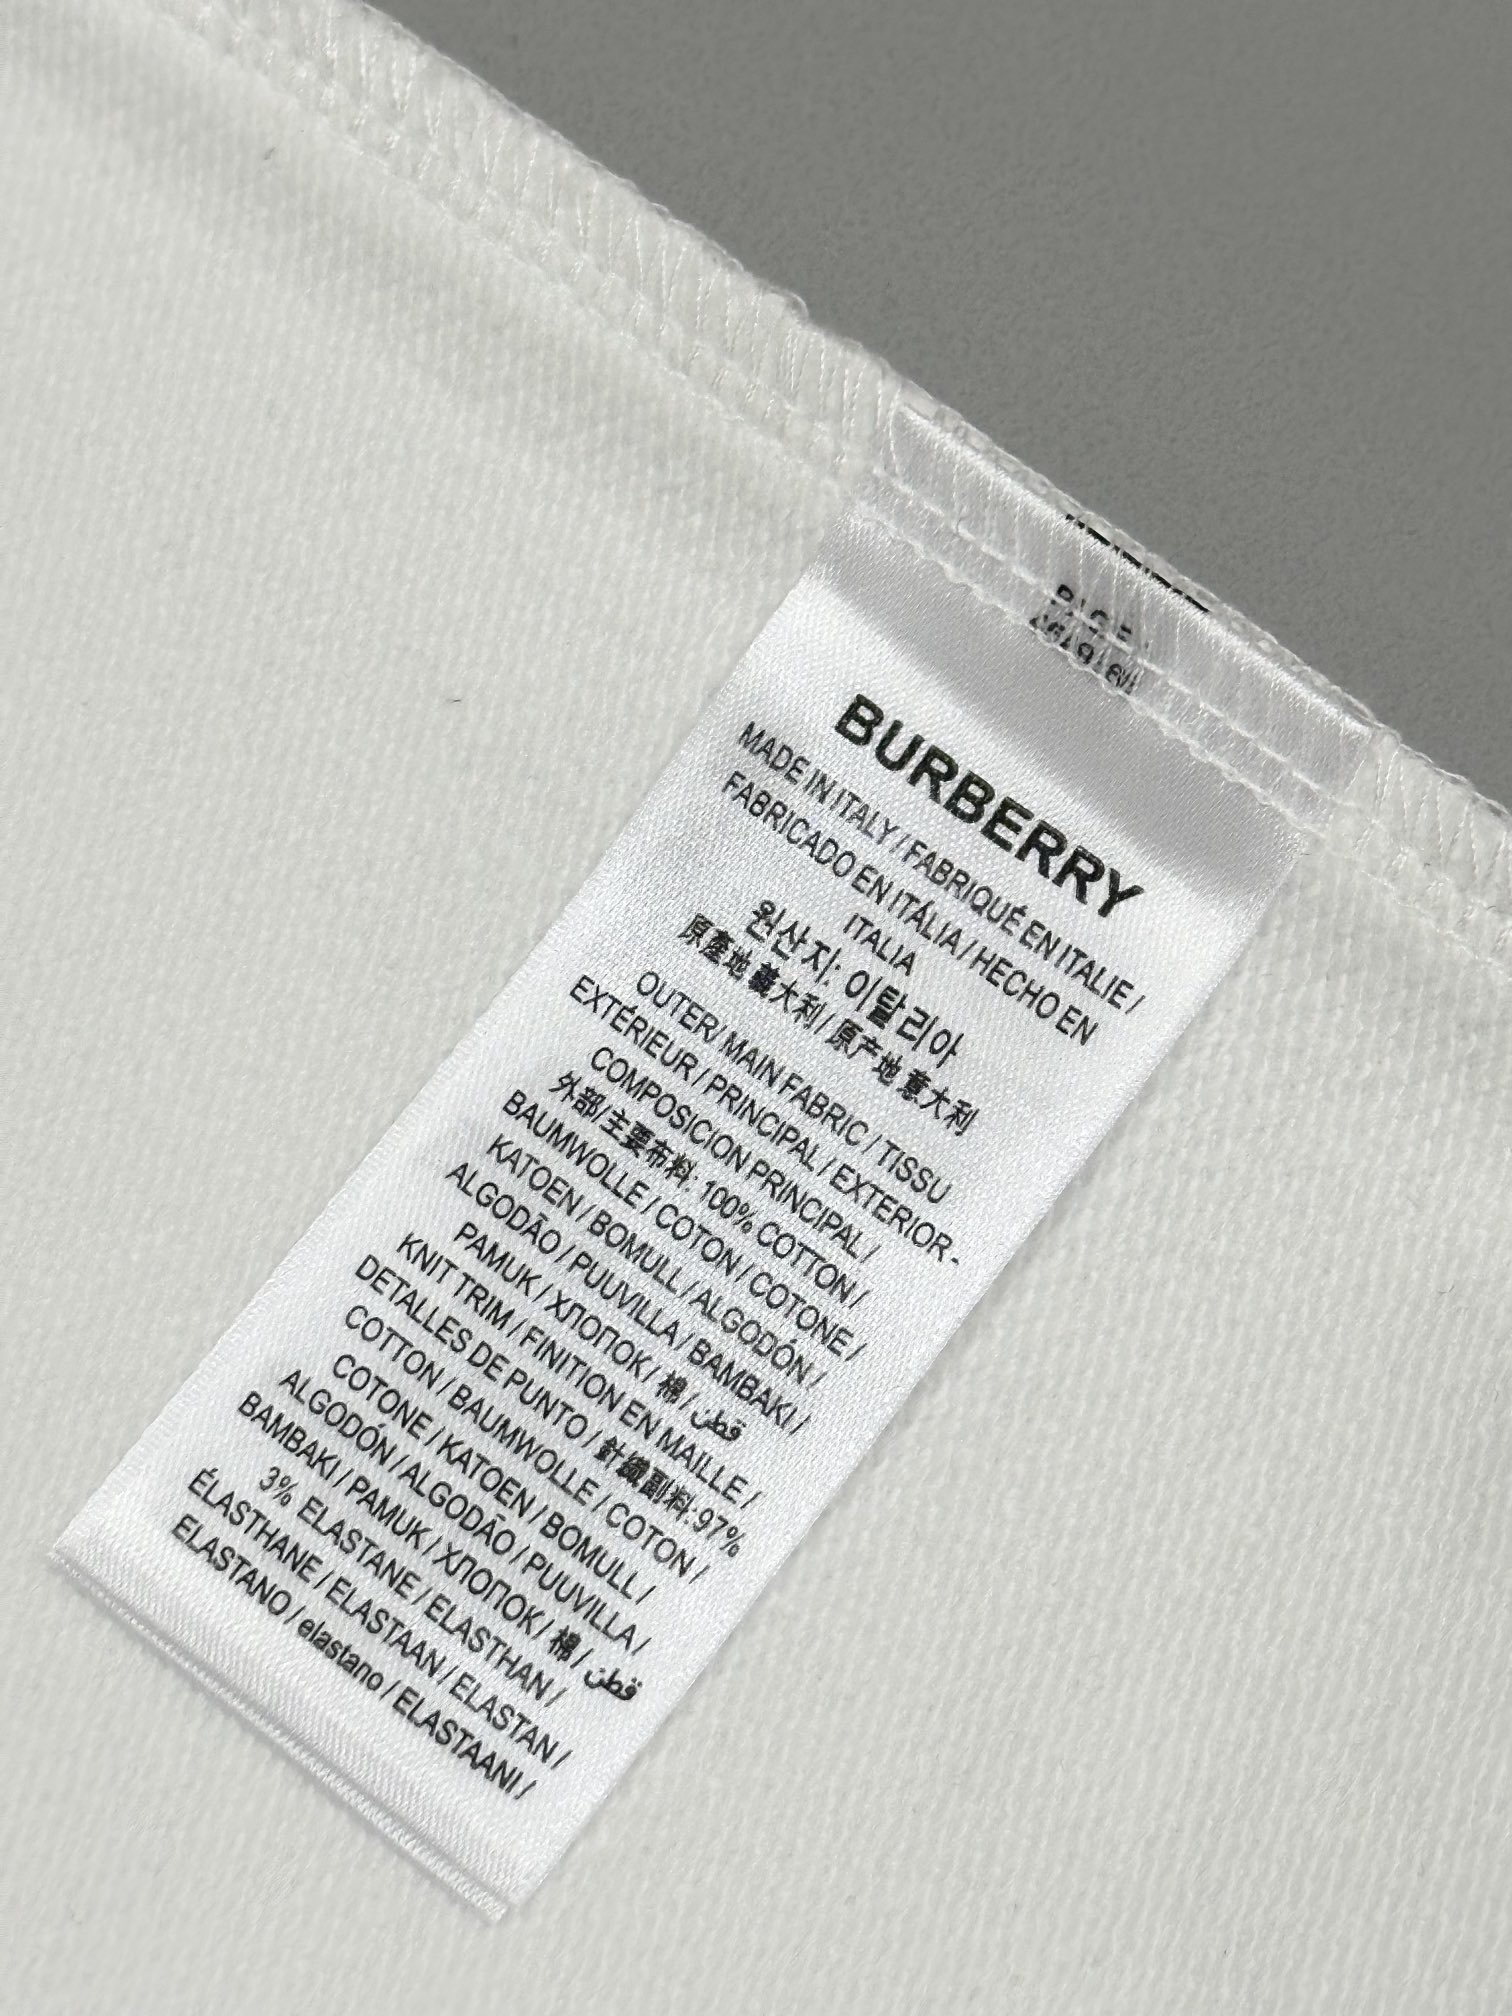 BURBERRY
MADE IN ITALY / FABRIQUÉ EN ITALIE /
FABRICADO EN ITÁLIA / HECHO EN
ITALIA
원산지: 이탈리아
原產地 義大利 / 原产地 意大利
OUTER/ MAIN FABRIC / TISSU
EXTÉRIEUR / PRINCIPAL / EXTERIOR -
COMPOSICION PRINCIPAL /
外部/主要布料: 100% COTTON /
BAUMWOLLE / COTON / COTONE /
KATOEN / BOMULL / ALGODÓN /
ALGODÃO / PUUVILLA / BAMBAKI /
PAMUK / ХЛОПОК / 棉 / قطن
KNIT TRIM / FINITION EN MAILLE /
DETALLES DE PUNTO / 針織副料:97%
COTTON / BAUMWOLLE / COTON /
COTONE / KATOEN / BOMULL /
ALGODÓN / ALGODÃO / PUUVILLA /
BAMBAKI / PAMUK / ХЛОПОК / 棉 / قطن
3% ELASTANE / ELASTHAN /
ÉLASTHANE / ELASTAAN / ELASTAN /
ELASTANO / elastano / ELASTAANI /